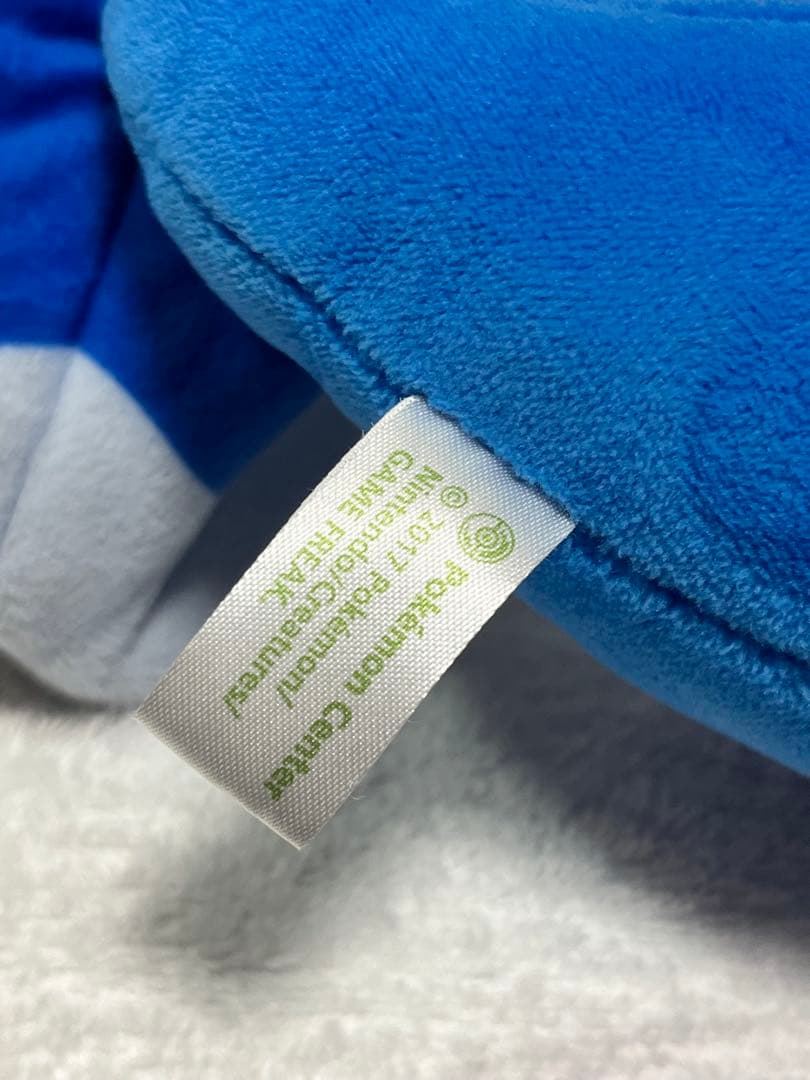 Pokémon Center
© 2017 Pokémon/
Nintendo/Creatures/
GAME FREAK